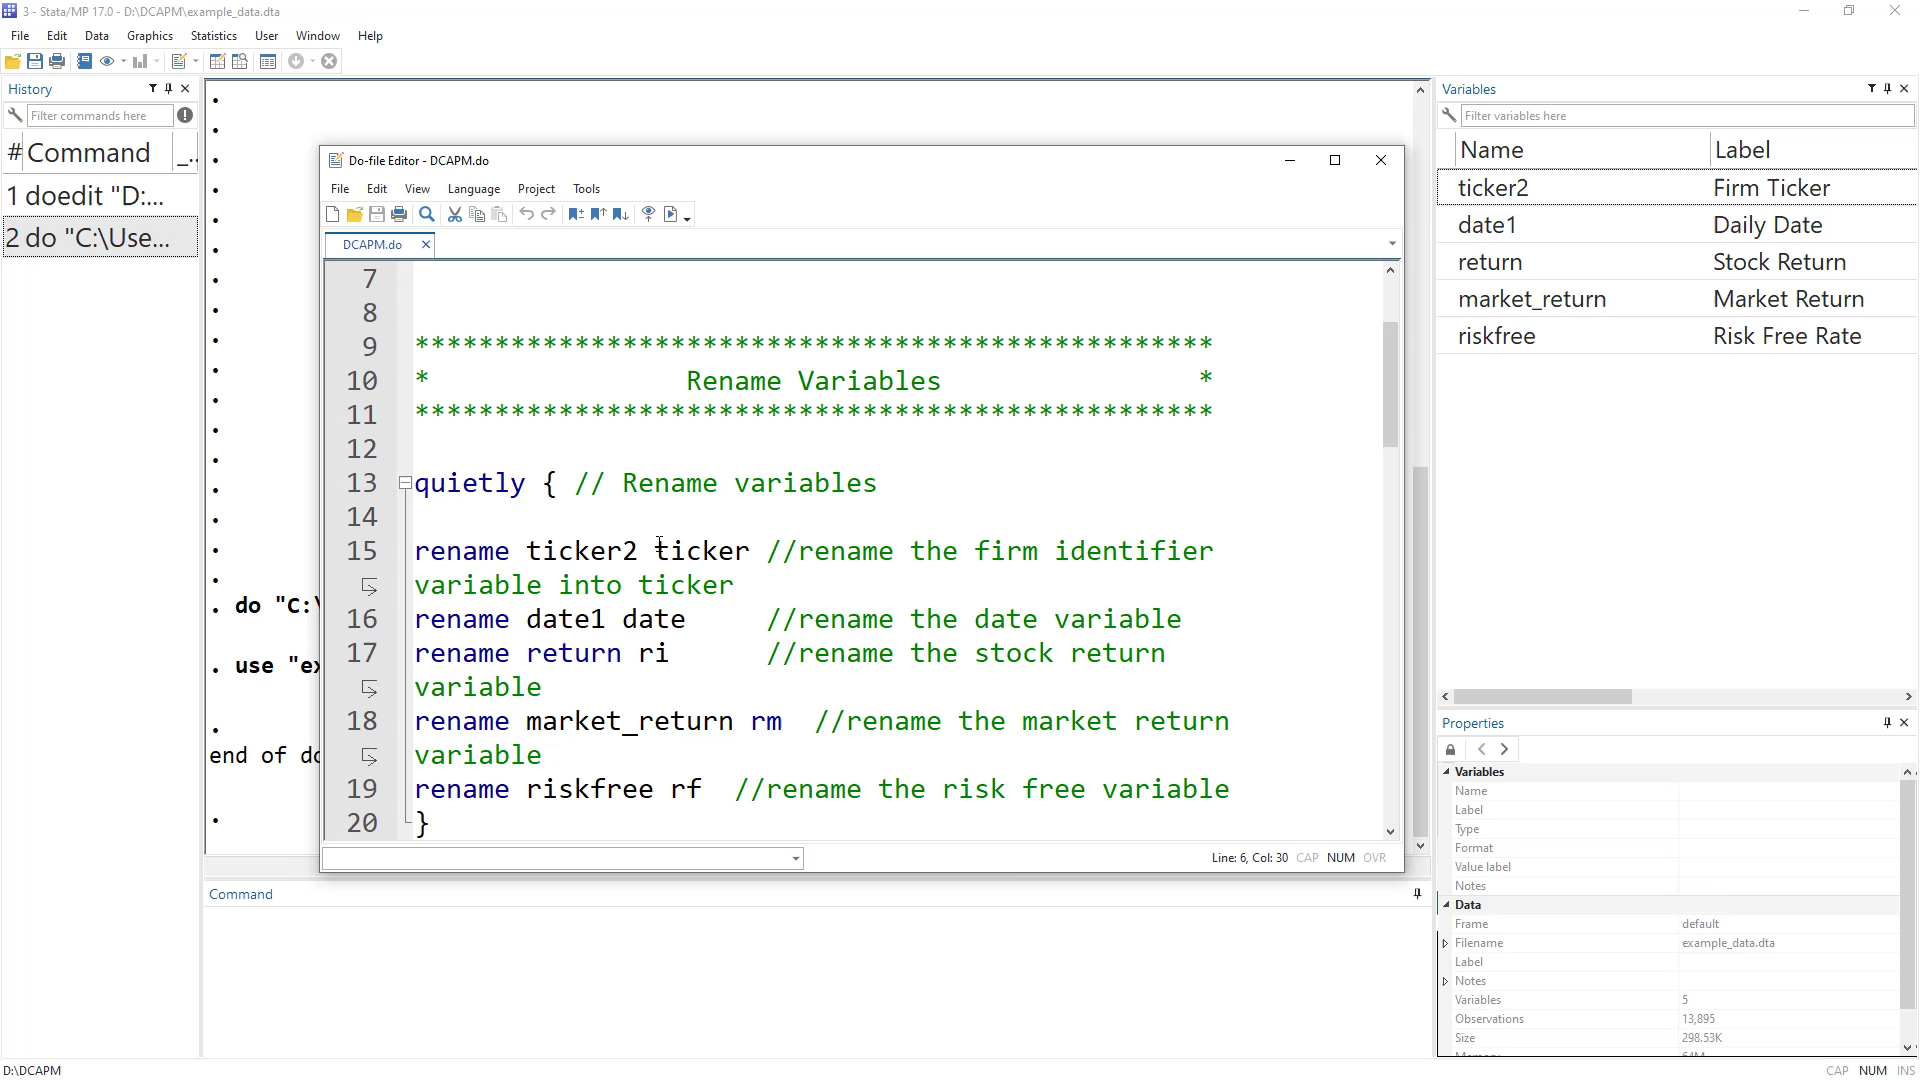 3 - Stata/MP 17.0 - D:\DCAPM\example_data.dta
File Edit Data Graphics Statistics User Window Help
History
Filter commands here
# Command _..
1 doedit "D:...
2 do "C:\Use...
. do "C:\
. use "ex
.
end of do
.
Do-file Editor - DCAPM.do
File Edit View Language Project Tools
DCAPM.do
7
8
9 **************************************************
10 * Rename Variables *
11 **************************************************
12
13 quietly { // Rename variables
14
15 rename ticker2 ticker //rename the firm identifier
variable into ticker
16 rename date1 date //rename the date variable
17 rename return ri //rename the stock return
variable
18 rename market_return rm //rename the market return
variable
19 rename riskfree rf //rename the risk free variable
20 }
Line: 6, Col: 30 CAP NUM OVR
Command
Variables
Filter variables here
Name Label
ticker2 Firm Ticker
date1 Daily Date
return Stock Return
market_return Market Return
riskfree Risk Free Rate
Properties
Variables
Name
Label
Type
Format
Value label
Notes
Data
Frame default
Filename example_data.dta
Label
Notes
Variables 5
Observations 13,895
Size 298.53K
D:\DCAPM
CAP NUM INS